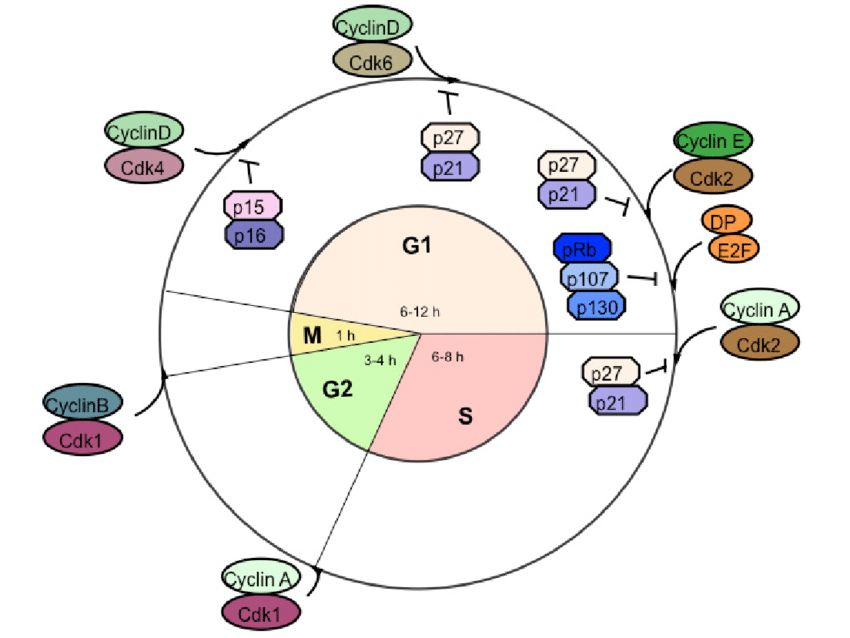 CyclinD
Cdk6
CyclinD
Cdk4
p27
p21
p15
p16
p27
p21
Cyclin E
Cdk2
pRb
p107
p130
DP
E2F
G1
6-12 h
M 1 h
3-4 h
6-8 h
G2
S
Cyclin A
Cdk2
p27
p21
CyclinB
Cdk1
Cyclin A
Cdk1